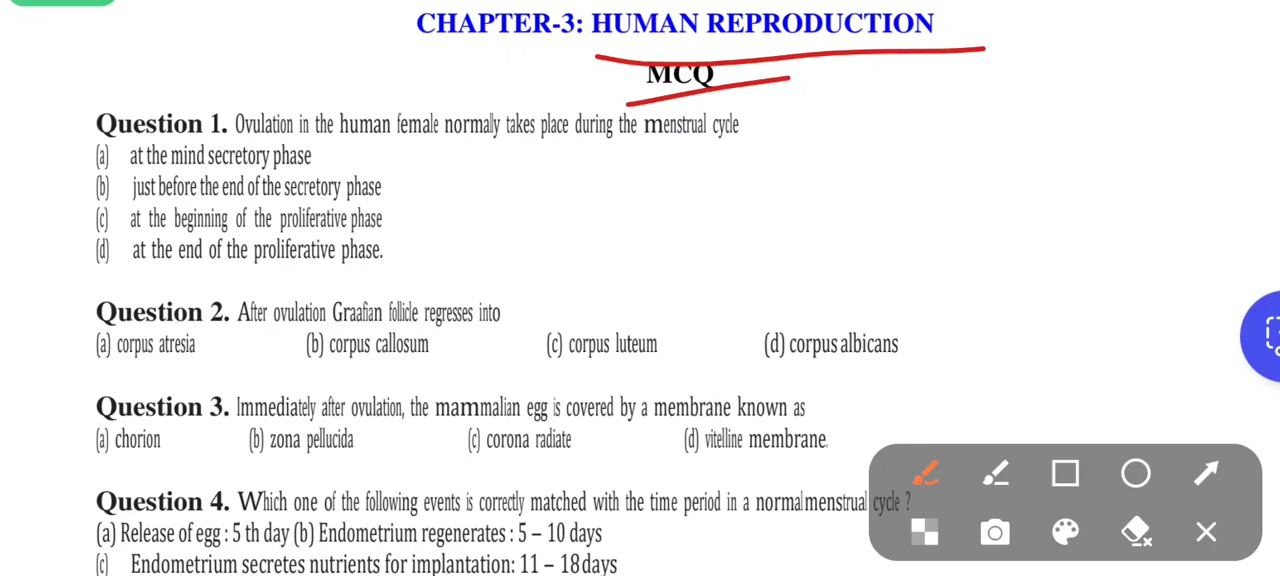 CHAPTER-3: HUMAN REPRODUCTION
MCQ
Question 1. Ovulation in the human female normally takes place during the menstrual cycle
(a) at the mind secretory phase
(b) just before the end of the secretory phase
(c) at the beginning of the proliferative phase
(d) at the end of the proliferative phase.
Question 2. After ovulation Graafian follicle regresses into
(a) corpus atresia (b) corpus callosum (c) corpus luteum (d) corpus albicans
Question 3. Immediately after ovulation, the mammalian egg is covered by a membrane known as
(a) chorion (b) zona pellucida (c) corona radiate (d) vitelline membrane.
Question 4. Which one of the following events is correctly matched with the time period in a normal menstrual cycle ?
(a) Release of egg : 5 th day (b) Endometrium regenerates : 5 – 10 days
(c) Endometrium secretes nutrients for implantation: 11 – 18 days